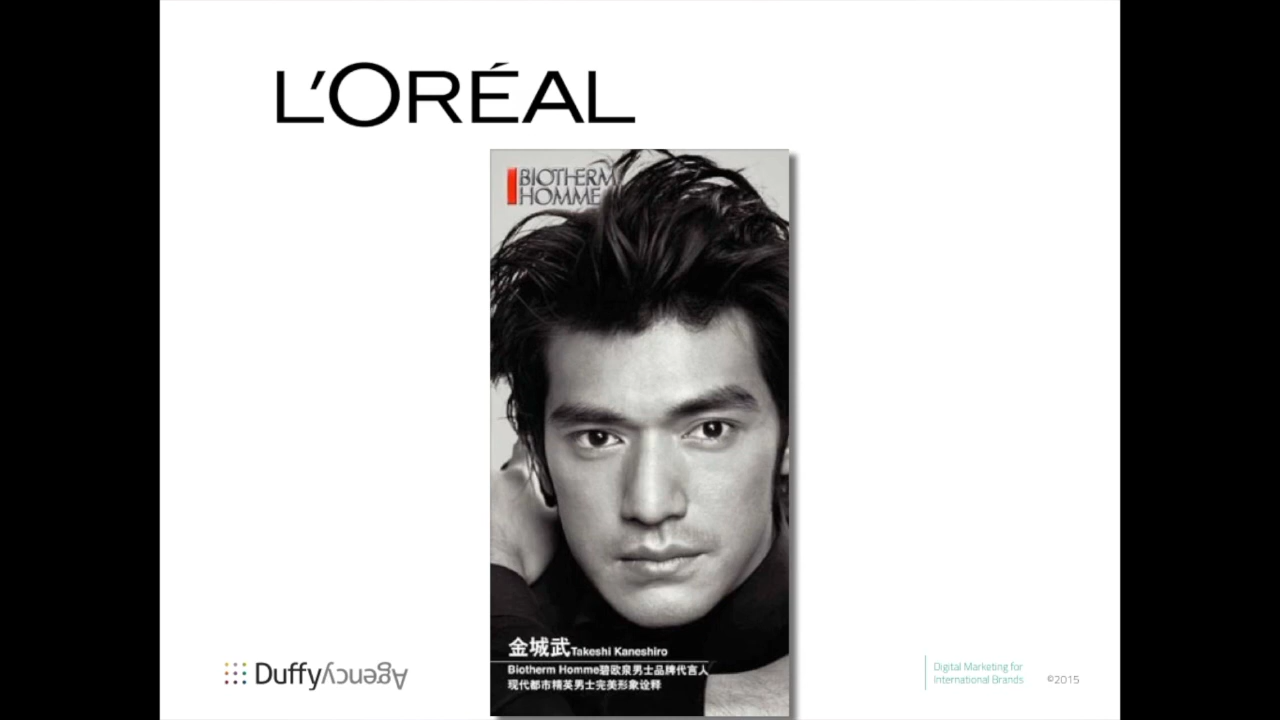 L'ORÉAL
BIOTHERM
HOMME
金城武Takeshi Kaneshiro
Biotherm Homme碧欧泉男士品牌代言人
现代都市精英男士完美形象诠释
DuffyAgency
Digital Marketing for
International Brands
©2015